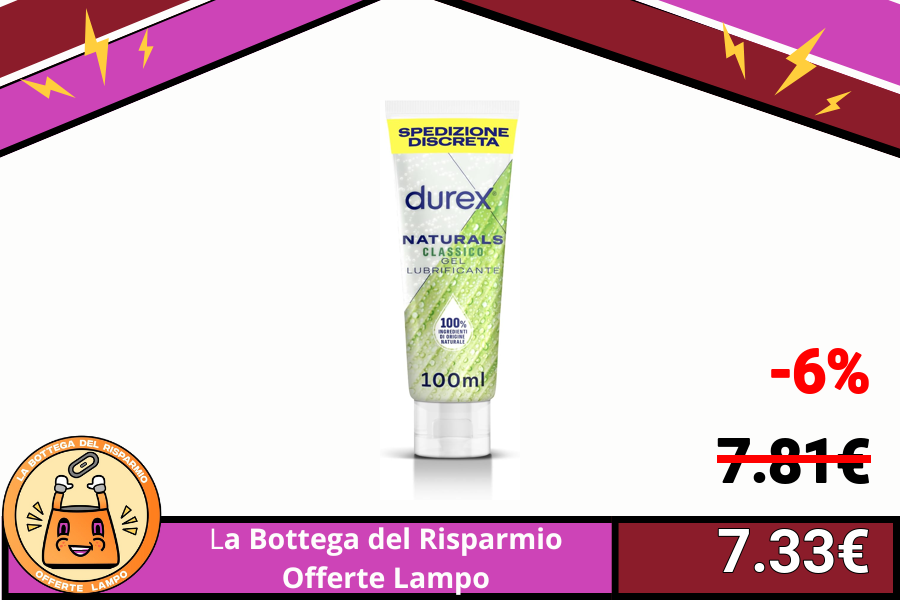 SPEDIZIONE
DISCRETA
durex
NATURALS
CLASSICO
GEL
LUBRIFICANTE
100%
INGREDIENTI
DI ORIGINE
NATURALE
100ml
-6%
7.81€
7.33€
LA BOTTEGA DEL RISPARMIO
OFFERTE LAMPO
La Bottega del Risparmio
Offerte Lampo